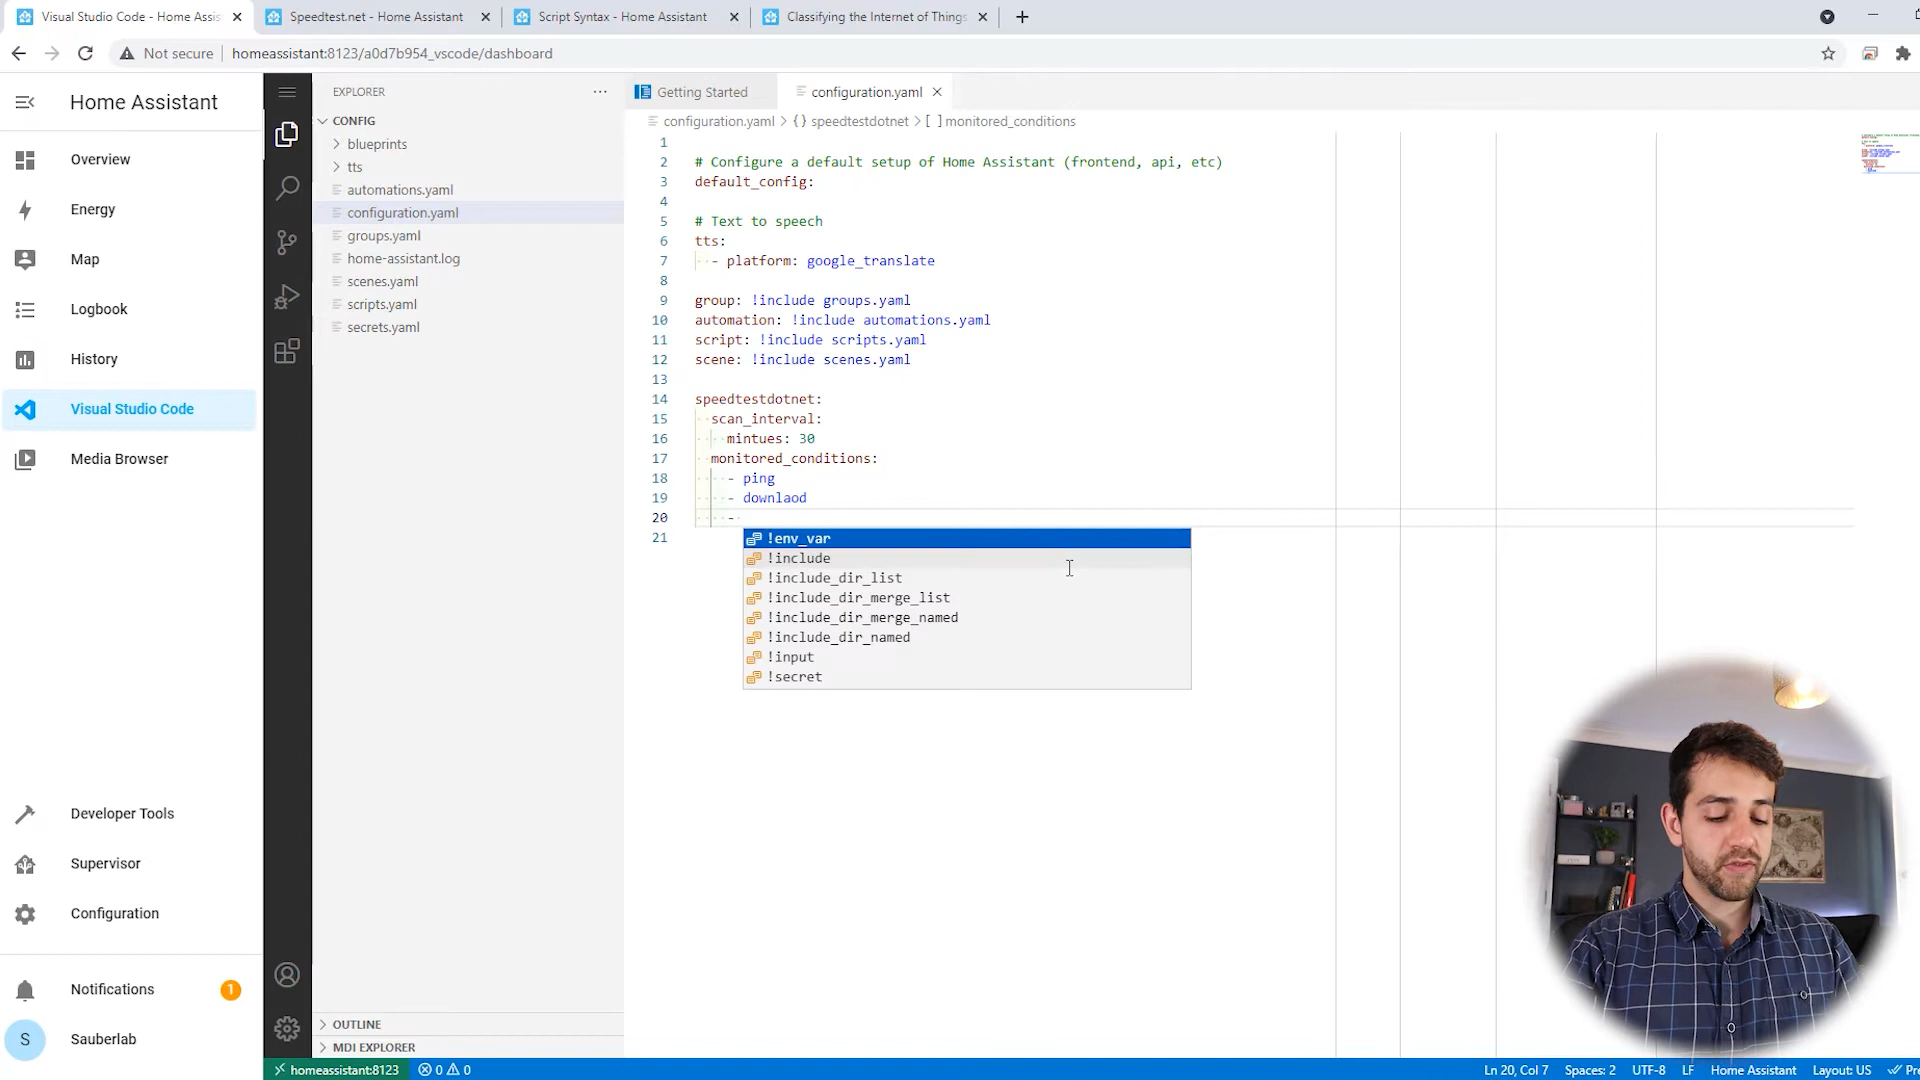 Visual Studio Code - Home Assis
Speedtest.net - Home Assistant
Script Syntax - Home Assistant
Classifying the Internet of Things
Not secure
homeassistant:8123/a0d7b954_vscode/dashboard
Home Assistant
Overview
Energy
Map
Logbook
History
Visual Studio Code
Media Browser
Developer Tools
Supervisor
Configuration
Notifications
1
S
Sauberlab
EXPLORER
CONFIG
blueprints
tts
automations.yaml
configuration.yaml
groups.yaml
home-assistant.log
scenes.yaml
scripts.yaml
secrets.yaml
OUTLINE
MDI EXPLORER
Getting Started
configuration.yaml
configuration.yaml > {} speedtestdotnet > [ ] monitored_conditions
1
2 # Configure a default setup of Home Assistant (frontend, api, etc)
3 default_config:
4
5 # Text to speech
6 tts:
7 - platform: google_translate
8
9 group: !include groups.yaml
10 automation: !include automations.yaml
11 script: !include scripts.yaml
12 scene: !include scenes.yaml
13
14 speedtestdotnet:
15 scan_interval:
16 mintues: 30
17 monitored_conditions:
18 - ping
19 - downlaod
20 -
21
!env_var
!include
!include_dir_list
!include_dir_merge_list
!include_dir_merge_named
!include_dir_named
!input
!secret
homeassistant:8123
0 0
Ln 20, Col 7
Spaces: 2
UTF-8
LF
Home Assistant
Layout: US
Pre